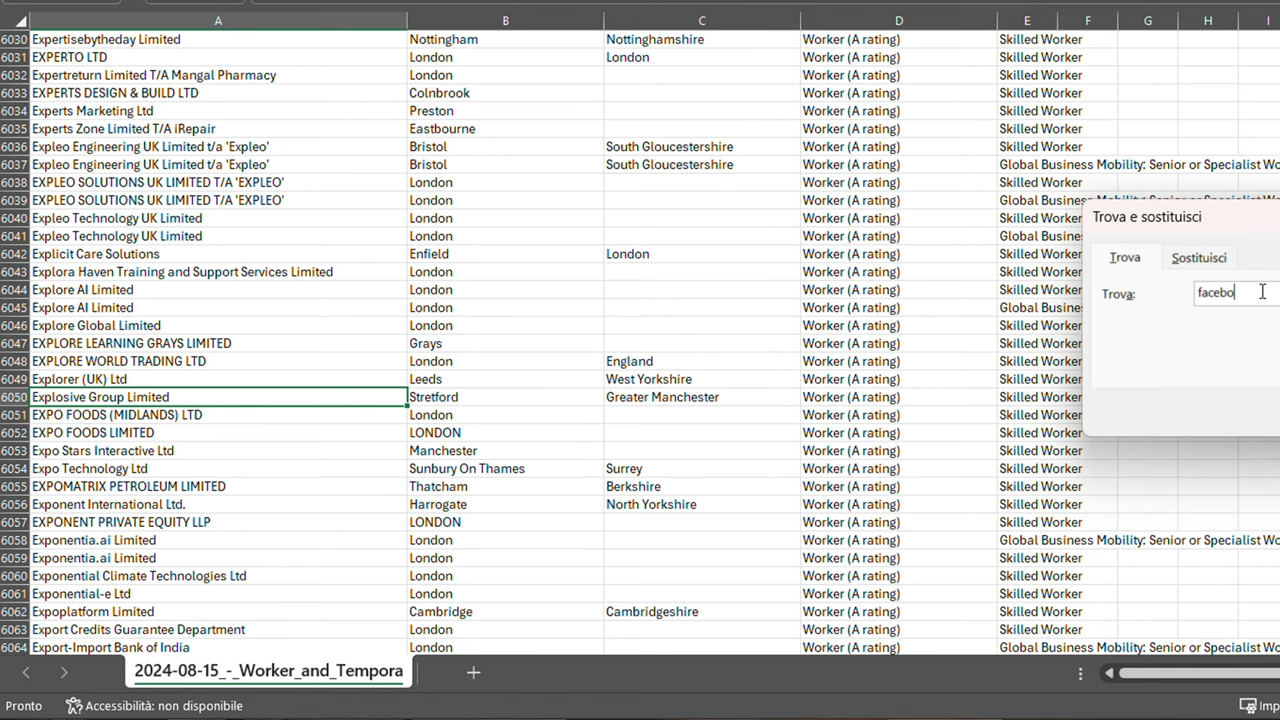 A B C D E F G H I
6030 Expertisebytheday Limited Nottingham Nottinghamshire Worker (A rating) Skilled Worker
6031 EXPERTO LTD London London Worker (A rating) Skilled Worker
6032 Expertreturn Limited T/A Mangal Pharmacy London Worker (A rating) Skilled Worker
6033 EXPERTS DESIGN & BUILD LTD Colnbrook Worker (A rating) Skilled Worker
6034 Experts Marketing Ltd Preston Worker (A rating) Skilled Worker
6035 Experts Zone Limited T/A iRepair Eastbourne Worker (A rating) Skilled Worker
6036 Expleo Engineering UK Limited t/a 'Expleo' Bristol South Gloucestershire Worker (A rating) Skilled Worker
6037 Expleo Engineering UK Limited t/a 'Expleo' Bristol South Gloucestershire Worker (A rating) Global Business Mobility: Senior or Specialist Wo
6038 EXPLEO SOLUTIONS UK LIMITED T/A 'EXPLEO' London Worker (A rating) Skilled Worker
6039 EXPLEO SOLUTIONS UK LIMITED T/A 'EXPLEO' London Worker (A rating) Global Business Mobility: Senior or Specialist Wo
6040 Expleo Technology UK Limited London Worker (A rating) Skilled Worke
6041 Expleo Technology UK Limited London Worker (A rating) Global Busine
6042 Explicit Care Solutions Enfield London Worker (A rating) Skilled Worke
6043 Explora Haven Training and Support Services Limited London Worker (A rating) Skilled Worke
6044 Explore AI Limited London Worker (A rating) Skilled Worke
6045 Explore AI Limited London Worker (A rating) Global Busine
6046 Explore Global Limited London Worker (A rating) Skilled Worke
6047 EXPLORE LEARNING GRAYS LIMITED Grays Worker (A rating) Skilled Worke
6048 EXPLORE WORLD TRADING LTD London England Worker (A rating) Skilled Worke
6049 Explorer (UK) Ltd Leeds West Yorkshire Worker (A rating) Skilled Worke
6050 Explosive Group Limited Stretford Greater Manchester Worker (A rating) Skilled Worke
6051 EXPO FOODS (MIDLANDS) LTD London Worker (A rating) Skilled Worke
6052 EXPO FOODS LIMITED LONDON Worker (A rating) Skilled Worker
6053 Expo Stars Interactive Ltd Manchester Worker (A rating) Skilled Worker
6054 Expo Technology Ltd Sunbury On Thames Surrey Worker (A rating) Skilled Worker
6055 EXPOMATRIX PETROLEUM LIMITED Thatcham Berkshire Worker (A rating) Skilled Worker
6056 Exponent International Ltd. Harrogate North Yorkshire Worker (A rating) Skilled Worker
6057 EXPONENT PRIVATE EQUITY LLP LONDON Worker (A rating) Skilled Worker
6058 Exponentia.ai Limited London Worker (A rating) Global Business Mobility: Senior or Specialist Wo
6059 Exponentia.ai Limited London Worker (A rating) Skilled Worker
6060 Exponential Climate Technologies Ltd London Worker (A rating) Skilled Worker
6061 Exponential-e Ltd London Worker (A rating) Skilled Worker
6062 Expoplatform Limited Cambridge Cambridgeshire Worker (A rating) Skilled Worker
6063 Export Credits Guarantee Department London Worker (A rating) Skilled Worker
6064 Export-Import Bank of India London Worker (A rating) Global Business Mobility: Senior or Specialist Wo
Trova e sostituisci
Trova Sostituisci
Trova: facebo
2024-08-15_-_Worker_and_Tempora
Pronto Accessibilità: non disponibile Imp